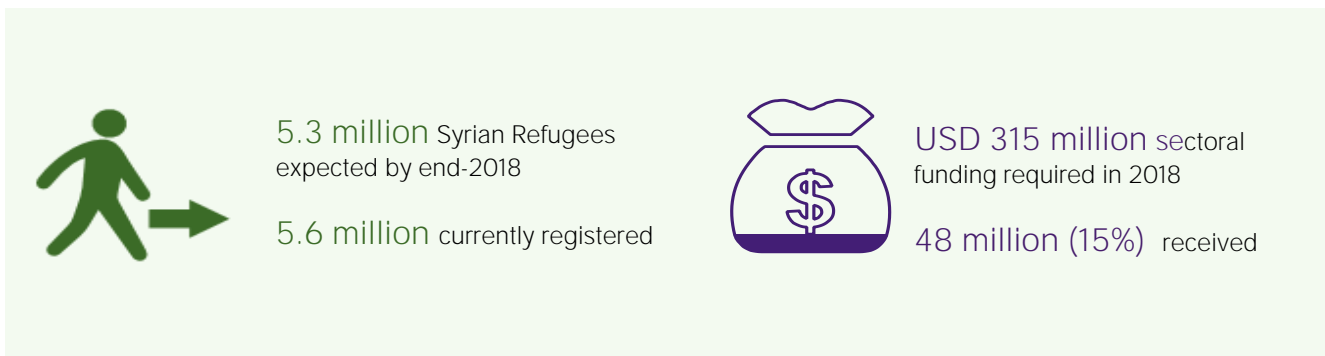 5.3 million Syrian Refugees
expected by end-2018
5.6 million currently registered
$
USD 315 million sectoral
funding required in 2018
48 million (15%) received